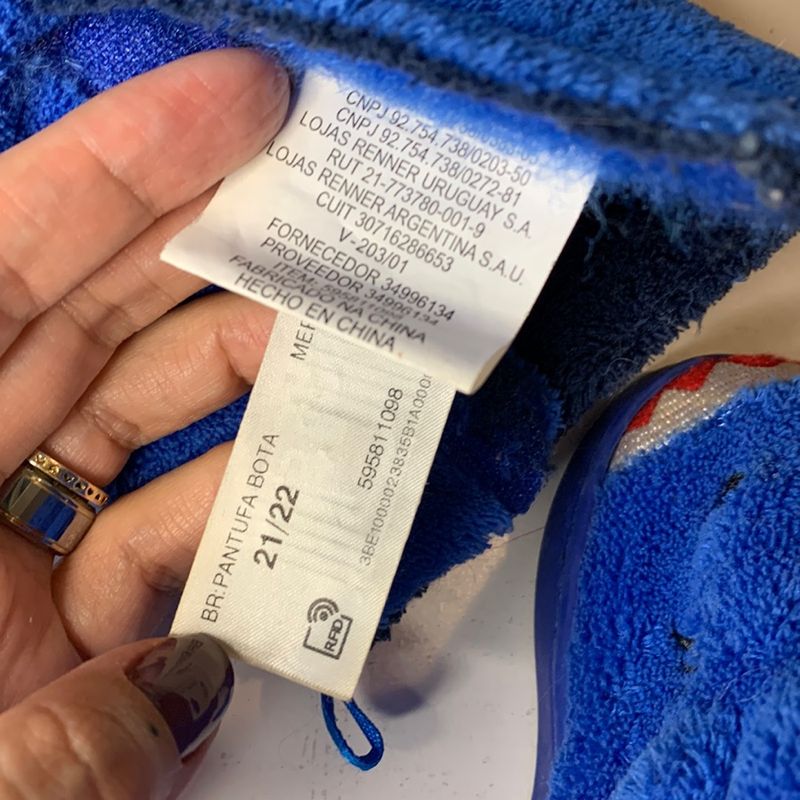 CNPJ 92.754.738/0203-50
CNPJ 92.754.738/0272-81
LOJAS RENNER URUGUAY S.A.
RUT 21-773780-001-9
LOJAS RENNER ARGENTINA S.A.U.
CUIT 30716286653
V-203/01
FORNECEDOR 34996134
PROVEEDOR 34996134
FABRICADO NA CHINA
HECHO EN CHINA
BR:PANTUFA BOTA
21/22
595811098
RFID